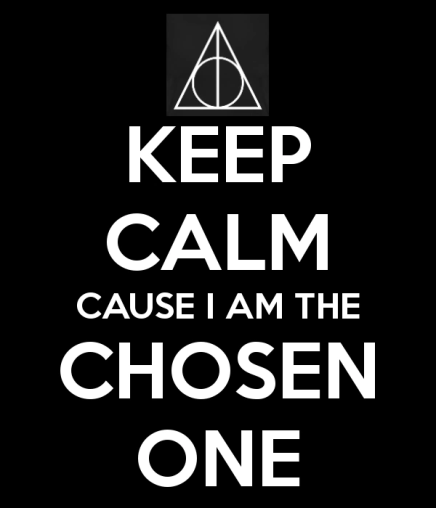 KEEP
CALM
CAUSE I AM THE
CHOSEN
ONE